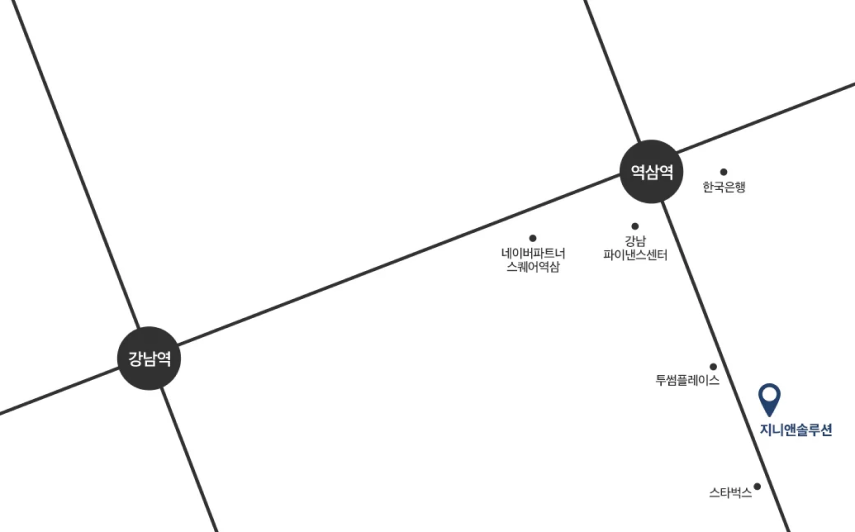 역삼역
한국은행
강남
파이낸스센터
네이버파트너
스퀘어역삼
강남역
투썸플레이스
지니앤솔루션
스타벅스